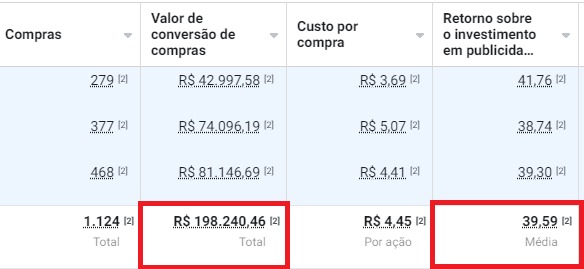 Compras
Valor de
conversão de
compras
Custo por
compra
Retorno sobre
o investimento
em publicida...
279 [2] R$ 42.997,58 [2] R$ 3,69 [2] 41,76 [2]
377 [2] R$ 74.096,19 [2] R$ 5,07 [2] 38,74 [2]
468 [2] R$ 81.146,69 [2] R$ 4,41 [2] 39,30 [2]
1.124 [2] R$ 198.240,46 [2] R$ 4,45 [2] 39,59 [2]
Total Total Por ação Média